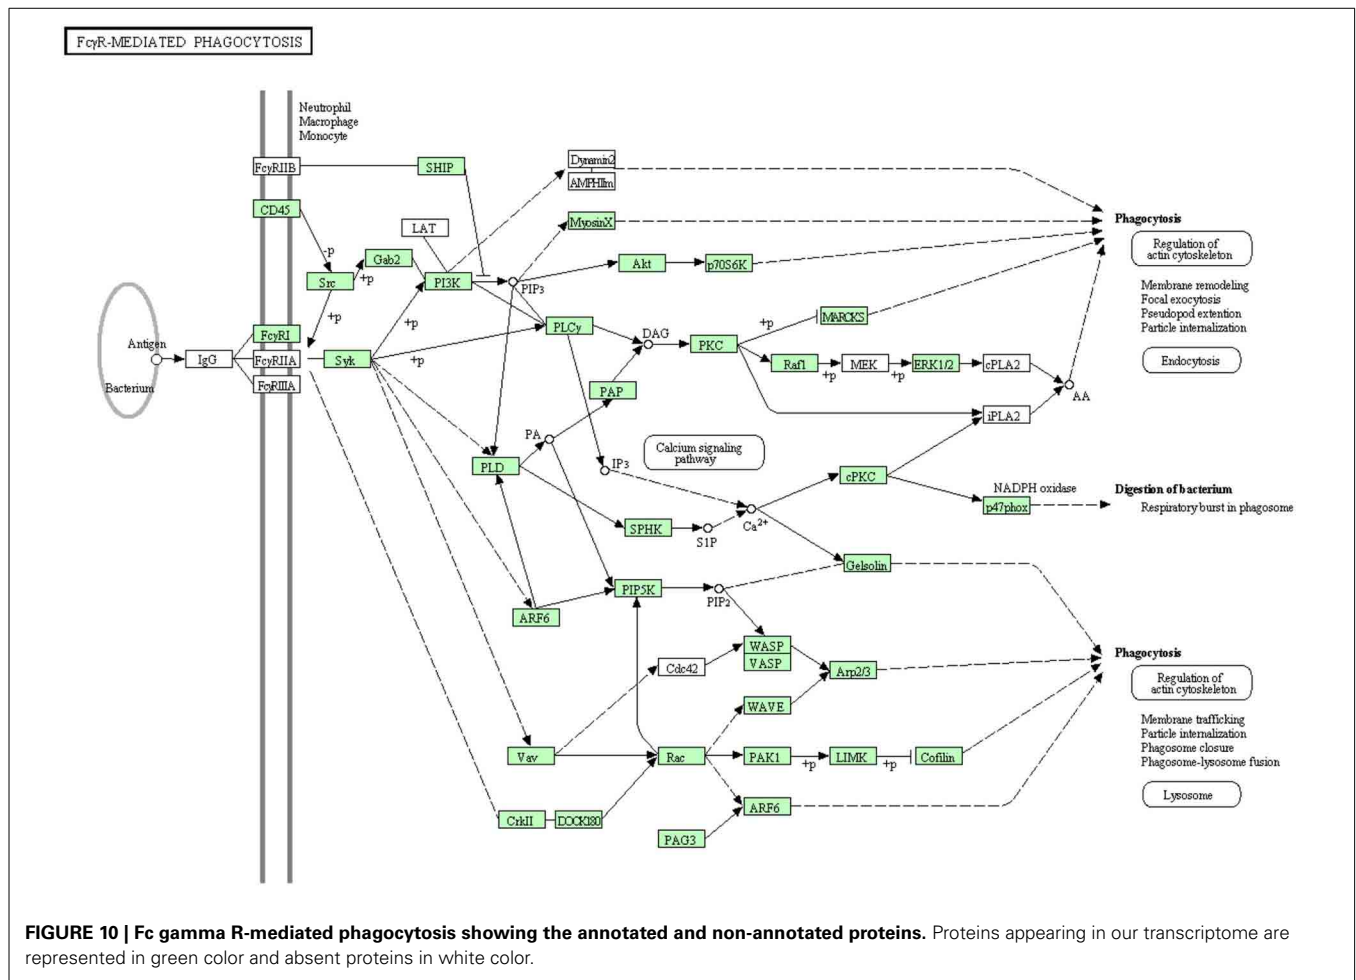 FcγR-MEDIATED PHAGOCYTOSIS
Neutrophil
Macrophage
Monocyte
FcγRIIB
SHIP
Dynamin2
AMPHIIm
CD45
LAT
MyosinX
Phagocytosis
-p
Gab2
+p
Src
PI3K
PIP3
Akt
p70S6K
Regulation of
actin cytoskeleton
Membrane remodeling
Focal exocytosis
Pseudopod extention
Particle internalization
Endocytosis
+p
+p
+p
PLCγ
DAG
PKC
+p
MARCKS
Antigen
IgG
FcγRI
FcγRIIA
FcγRIIIA
Syk
Bacterium
Raf1
+p
MEK
+p
ERK1/2
cPLA2
AA
PAP
iPLA2
PA
PLD
IP3
Calcium signaling
pathway
cPKC
NADPH oxidase
p47phox
Digestion of bacterium
Respiratory burst in phagosome
SPHK
S1P
Ca2+
Gelsolin
PIP5K
PIP2
ARF6
WASP
VASP
Cdc42
Arp2/3
Phagocytosis
Regulation of
actin cytoskeleton
WAVE
Membrane trafficking
Particle internalization
Phagosome closure
Phagosome-lysosome fusion
Lysosome
Vav
Rac
PAK1
+p
LIMK
+p
Cofilin
CrkII
DOCK180
ARF6
PAG3
FIGURE 10 | Fc gamma R-mediated phagocytosis showing the annotated and non-annotated proteins. Proteins appearing in our transcriptome are
represented in green color and absent proteins in white color.